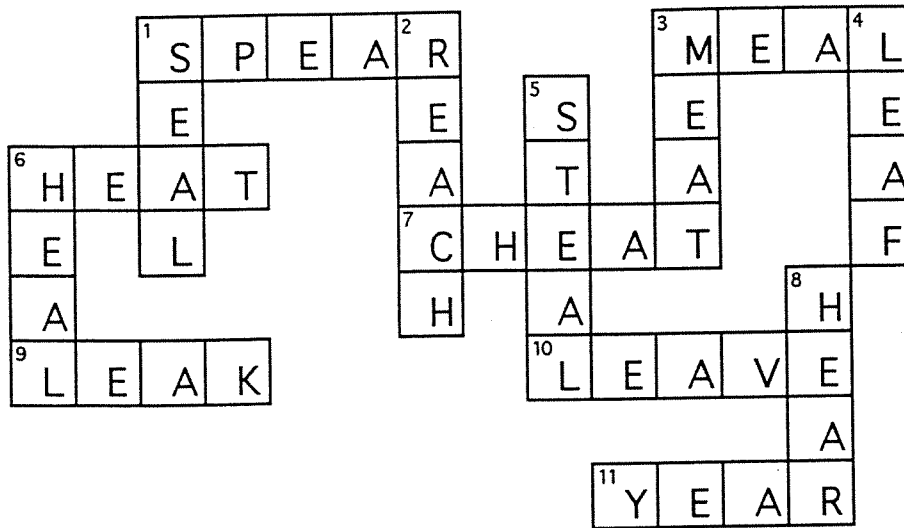 1 S P E A 2 R 3 M E A 4 L
E E 5 S E E
6 H E A T A T A A
E L 7 C H E A T F
A H A 8 H
9 L E A K 10 L E A V E
A
11 Y E A R